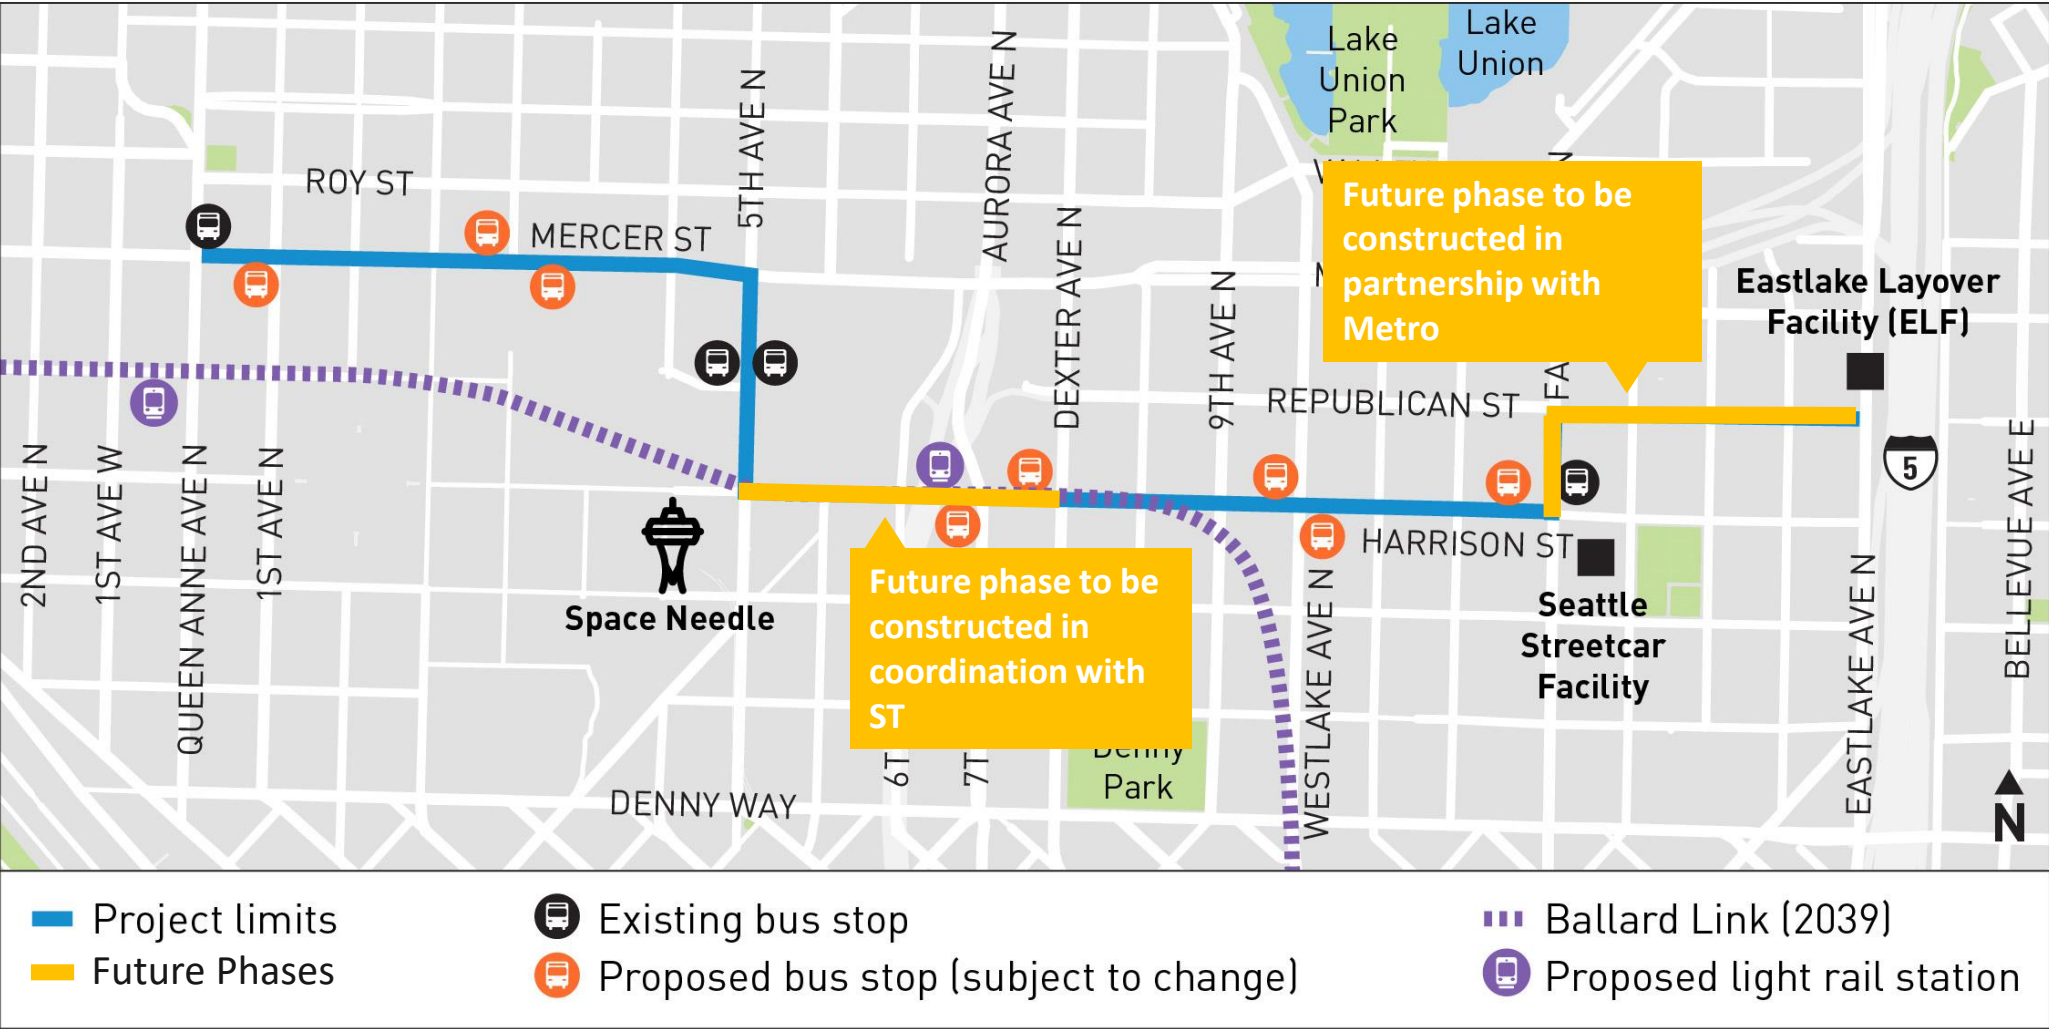 Lake
Union
Lake
Union
Park
5TH AVE N
AURORA AVE N
ROY ST
MERCER ST
DEXTER AVE N
9TH AVE N
Future phase to be
constructed in
partnership with
Metro
Eastlake Layover
Facility (ELF)
REPUBLICAN ST
FA
N
5
2ND AVE N
1ST AVE W
QUEEN ANNE AVE N
1ST AVE N
Space Needle
HARRISON ST
Future phase to be
constructed in
coordination with
ST
Seattle
Streetcar
Facility
WESTLAKE AVE N
EASTLAKE AVE N
BELLEVUE AVE E
6T
7T
Denny
Park
DENNY WAY
N
Project limits
Future Phases
Existing bus stop
Proposed bus stop (subject to change)
Ballard Link (2039)
Proposed light rail station